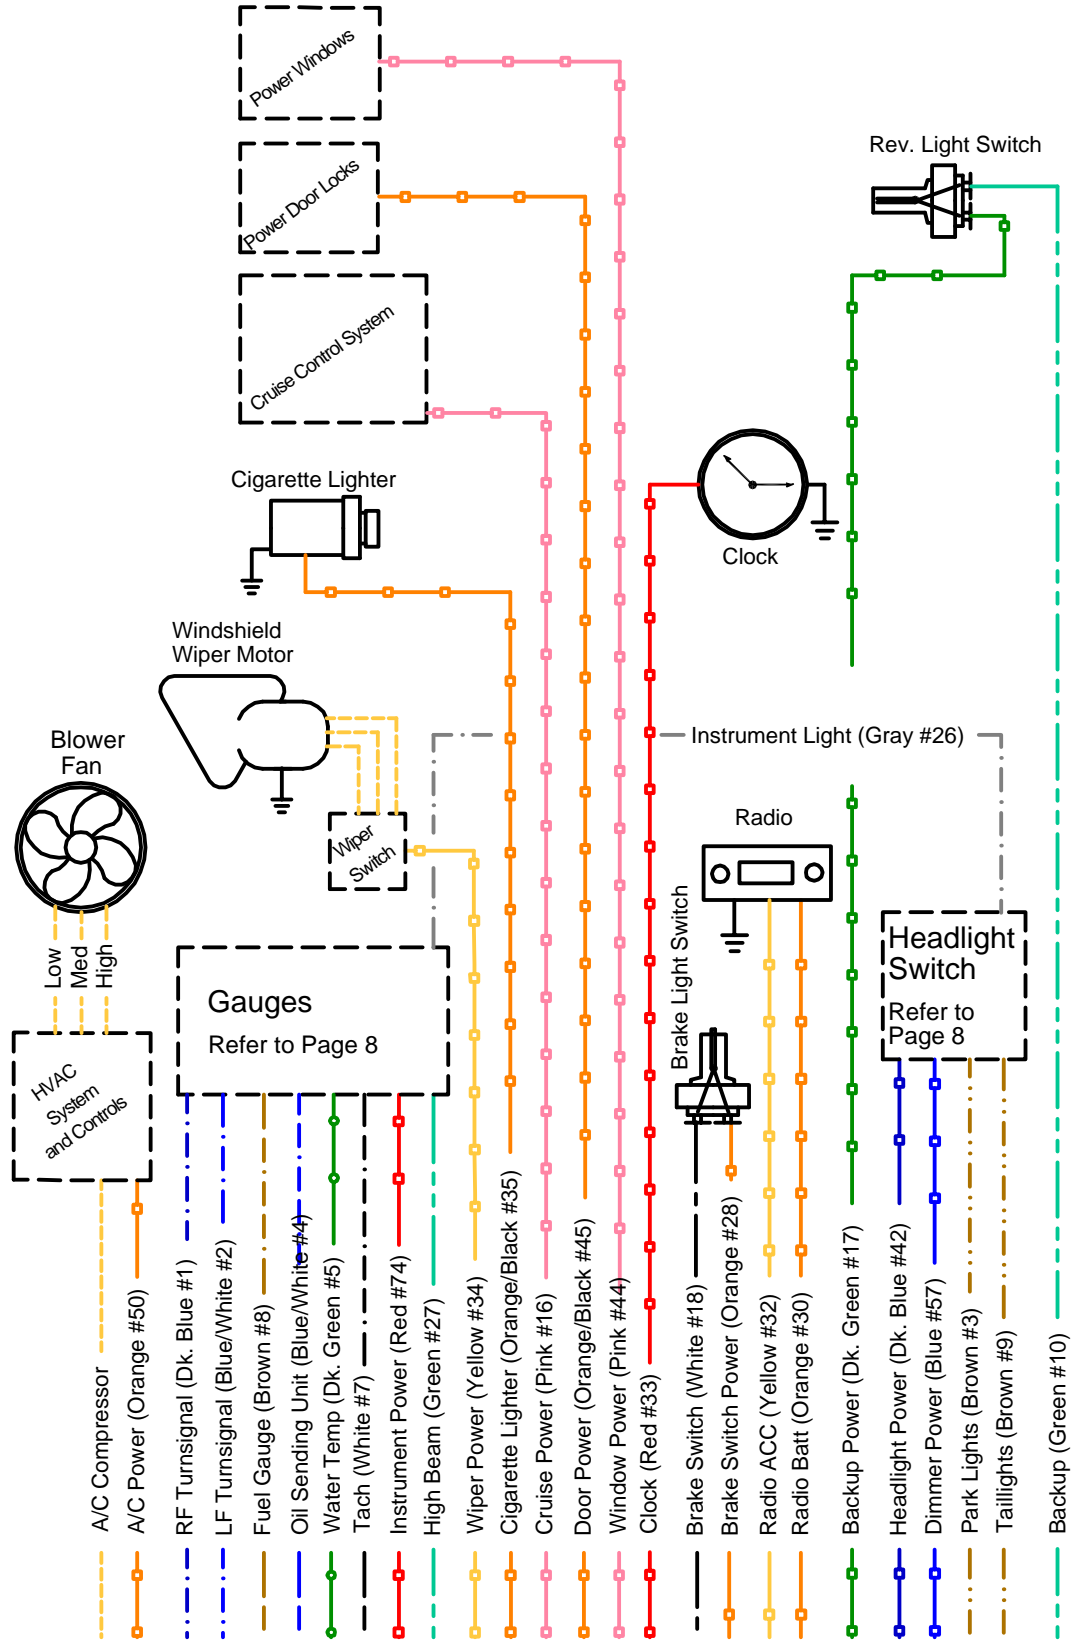 Power Windows
Power Door Locks
Cruise Control System
Rev. Light Switch
Cigarette Lighter
Clock
Windshield
Wiper Motor
Blower
Fan
Instrument Light (Gray #26)
Wiper
Switch
Radio
Brake Light Switch
Low
Med
High
Gauges
Refer to Page 8
Headlight
Switch
Refer to
Page 8
HVAC
System
and Controls
A/C Compressor
A/C Power (Orange #50)
RF Turnsignal (Dk. Blue #1)
LF Turnsignal (Blue/White #2)
Fuel Gauge (Brown #8)
Oil Sending Unit (Blue/White #4)
Water Temp (Dk. Green #5)
Tach (White #7)
Instrument Power (Red #74)
High Beam (Green #27)
Wiper Power (Yellow #34)
Cigarette Lighter (Orange/Black #35)
Cruise Power (Pink #16)
Door Power (Orange/Black #45)
Window Power (Pink #44)
Clock (Red #33)
Brake Switch (White #18)
Brake Switch Power (Orange #28)
Radio ACC (Yellow #32)
Radio Batt (Orange #30)
Backup Power (Dk. Green #17)
Headlight Power (Dk. Blue #42)
Dimmer Power (Blue #57)
Park Lights (Brown #3)
Taillights (Brown #9)
Backup (Green #10)